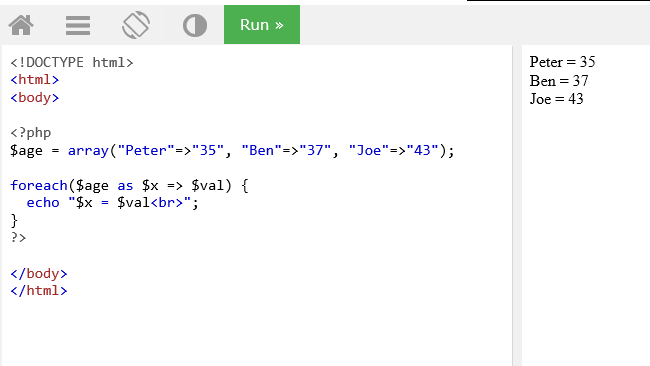 Run »
<!DOCTYPE html>
<html>
<body>

<?php
$age = array("Peter"=>"35", "Ben"=>"37", "Joe"=>"43");

foreach($age as $x => $val) {
  echo "$x = $val<br>";
}
?>

</body>
</html>
Peter = 35
Ben = 37
Joe = 43